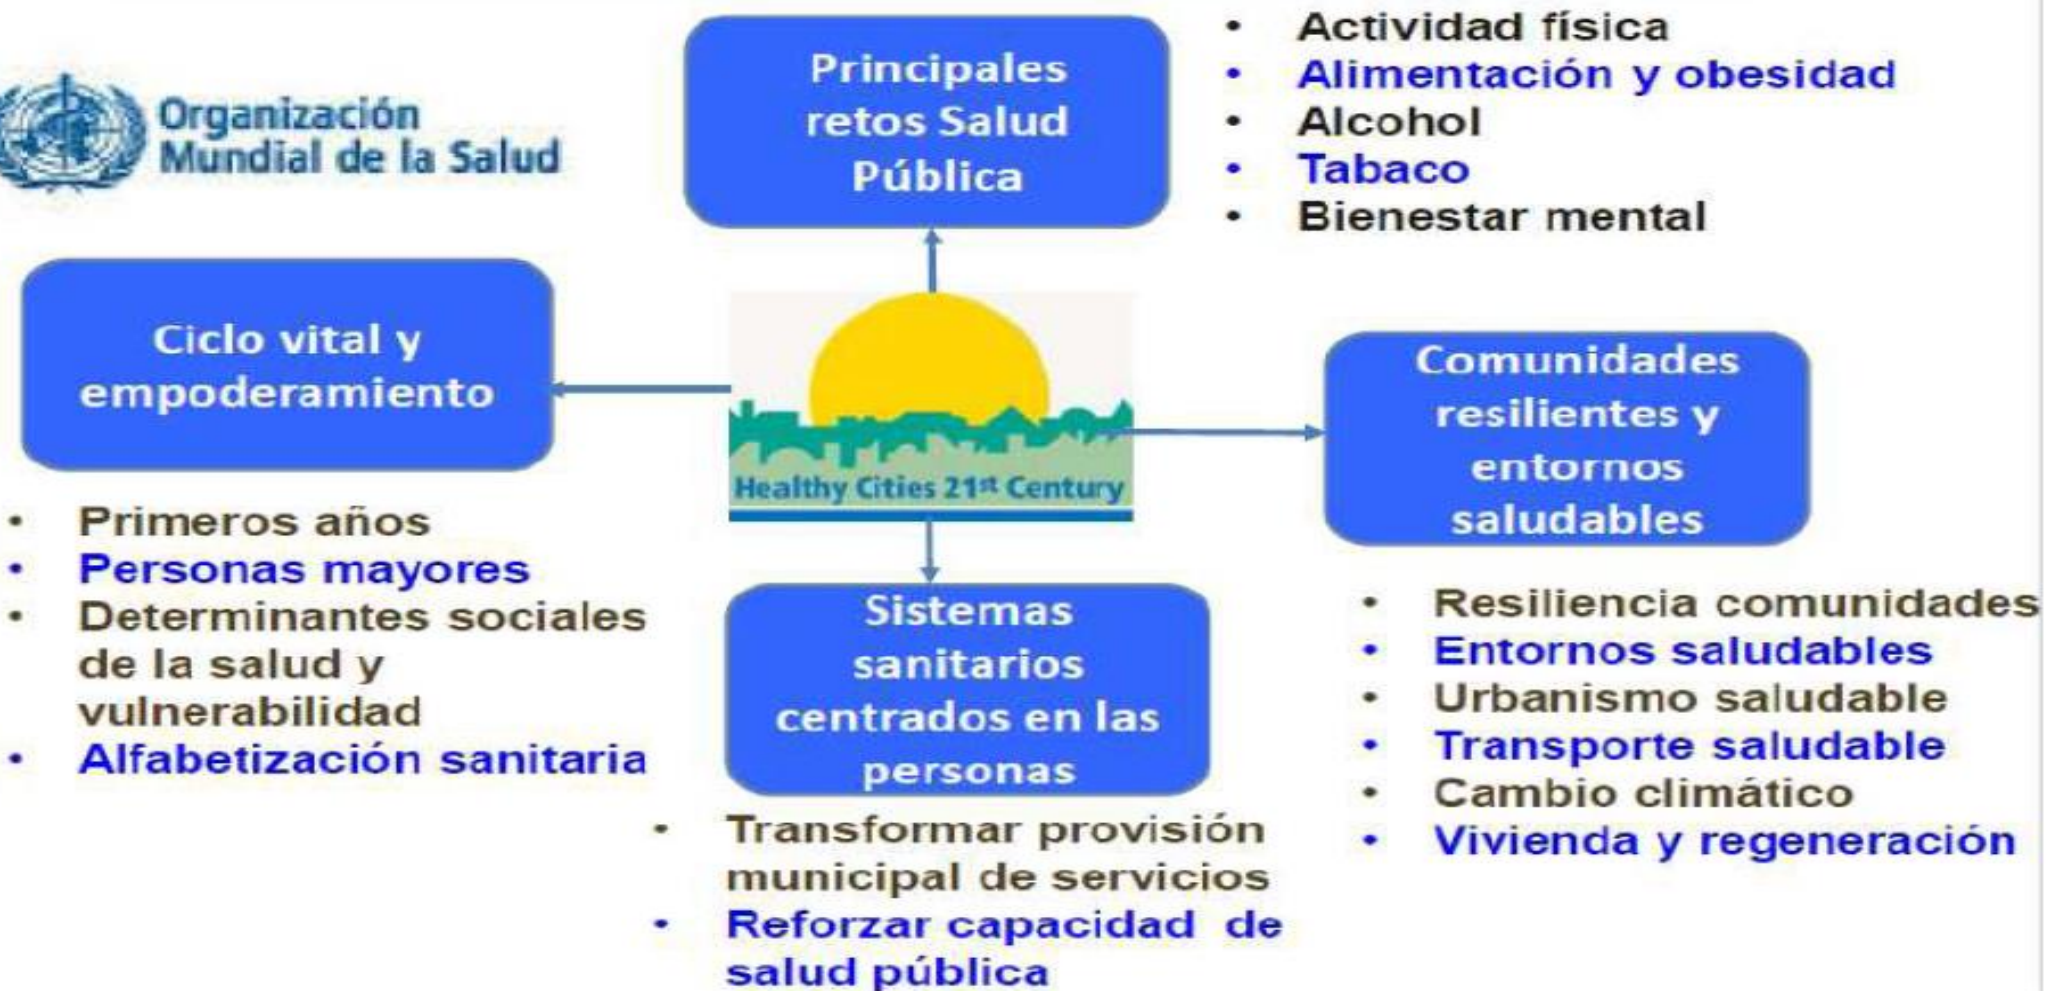 Organización
Mundial de la Salud
Principales
retos Salud
Pública
• Actividad física
• Alimentación y obesidad
• Alcohol
• Tabaco
• Bienestar mental
Ciclo vital y
empoderamiento
• Primeros años
• Personas mayores
• Determinantes sociales
de la salud y
vulnerabilidad
• Alfabetización sanitaria
Healthy Cities 21st Century
Comunidades
resilientes y
entornos
saludables
• Resiliencia comunidades
• Entornos saludables
• Urbanismo saludable
• Transporte saludable
• Cambio climático
• Vivienda y regeneración
Sistemas
sanitarios
centrados en las
personas
• Transformar provisión
municipal de servicios
• Reforzar capacidad de
salud pública